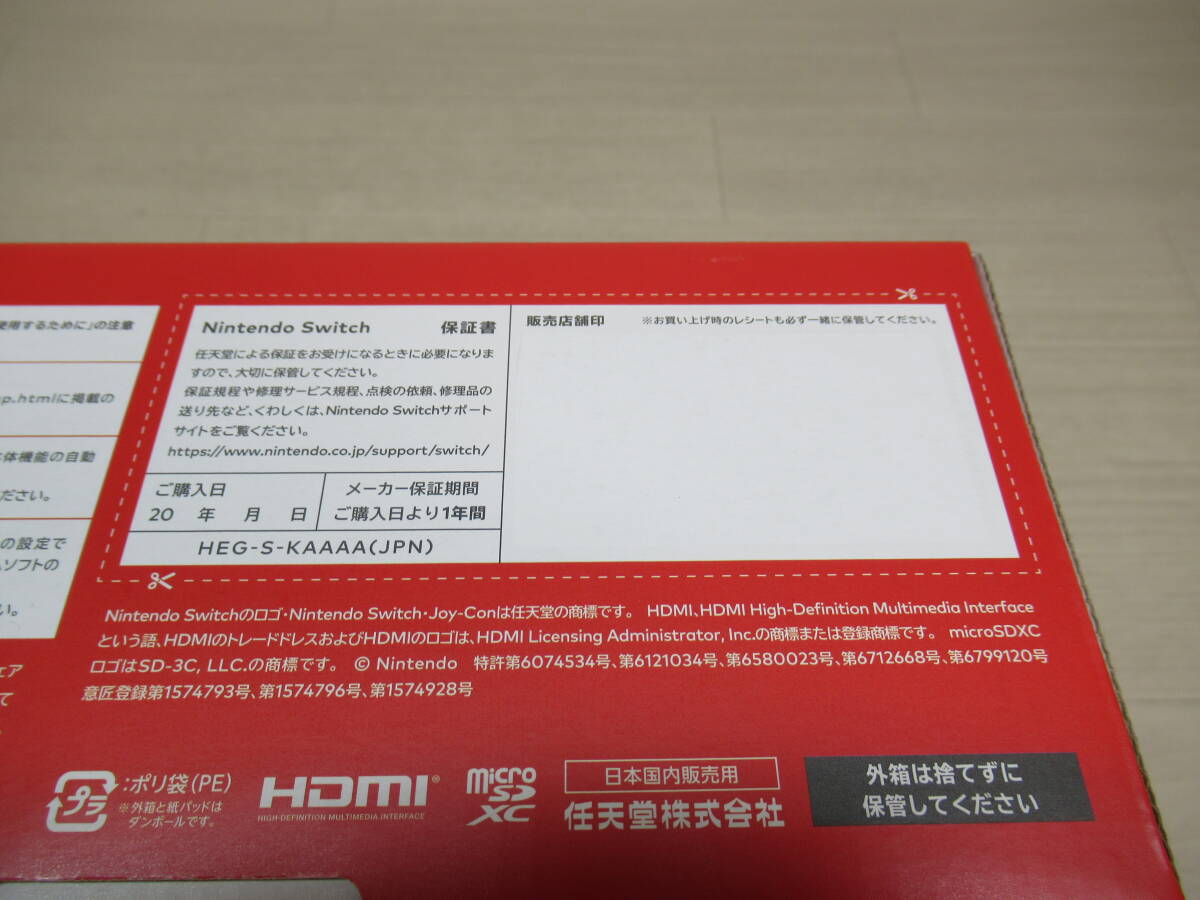 使用するために」の注意
p.htmlに掲載の
体機能の自動
ださい。
の設定で
ソフトの
い。
ェア
て
Nintendo Switch 保証書
任天堂による保証をお受けになるときに必要になりま
すので、大切に保管してください。
保証規程や修理サービス規程、点検の依頼、修理品の
送り先など、くわしくは、Nintendo Switchサポート
サイトをご覧ください。
https://www.nintendo.co.jp/support/switch/
ご購入日
20 年 月 日
メーカー保証期間
ご購入日より1年間
HEG-S-KAAAA(JPN)
販売店舗印 ※お買い上げ時のレシートも必ず一緒に保管してください。
Nintendo Switchのロゴ・Nintendo Switch・Joy-Conは任天堂の商標です。 HDMI、HDMI High-Definition Multimedia Interface
という語、HDMIのトレードドレスおよびHDMIのロゴは、HDMI Licensing Administrator, Inc.の商標または登録商標です。 microSDXC
ロゴはSD-3C, LLC.の商標です。 © Nintendo 特許第6074534号、第6121034号、第6580023号、第6712668号、第6799120号
意匠登録第1574793号、第1574796号、第1574928号
プラ
:ポリ袋(PE)
※外箱と紙パッドは
ダンボールです。
HDMI®
HIGH-DEFINITION MULTIMEDIA INTERFACE
micro
SD
XC
日本国内販売用
任天堂株式会社
外箱は捨てずに
保管してください